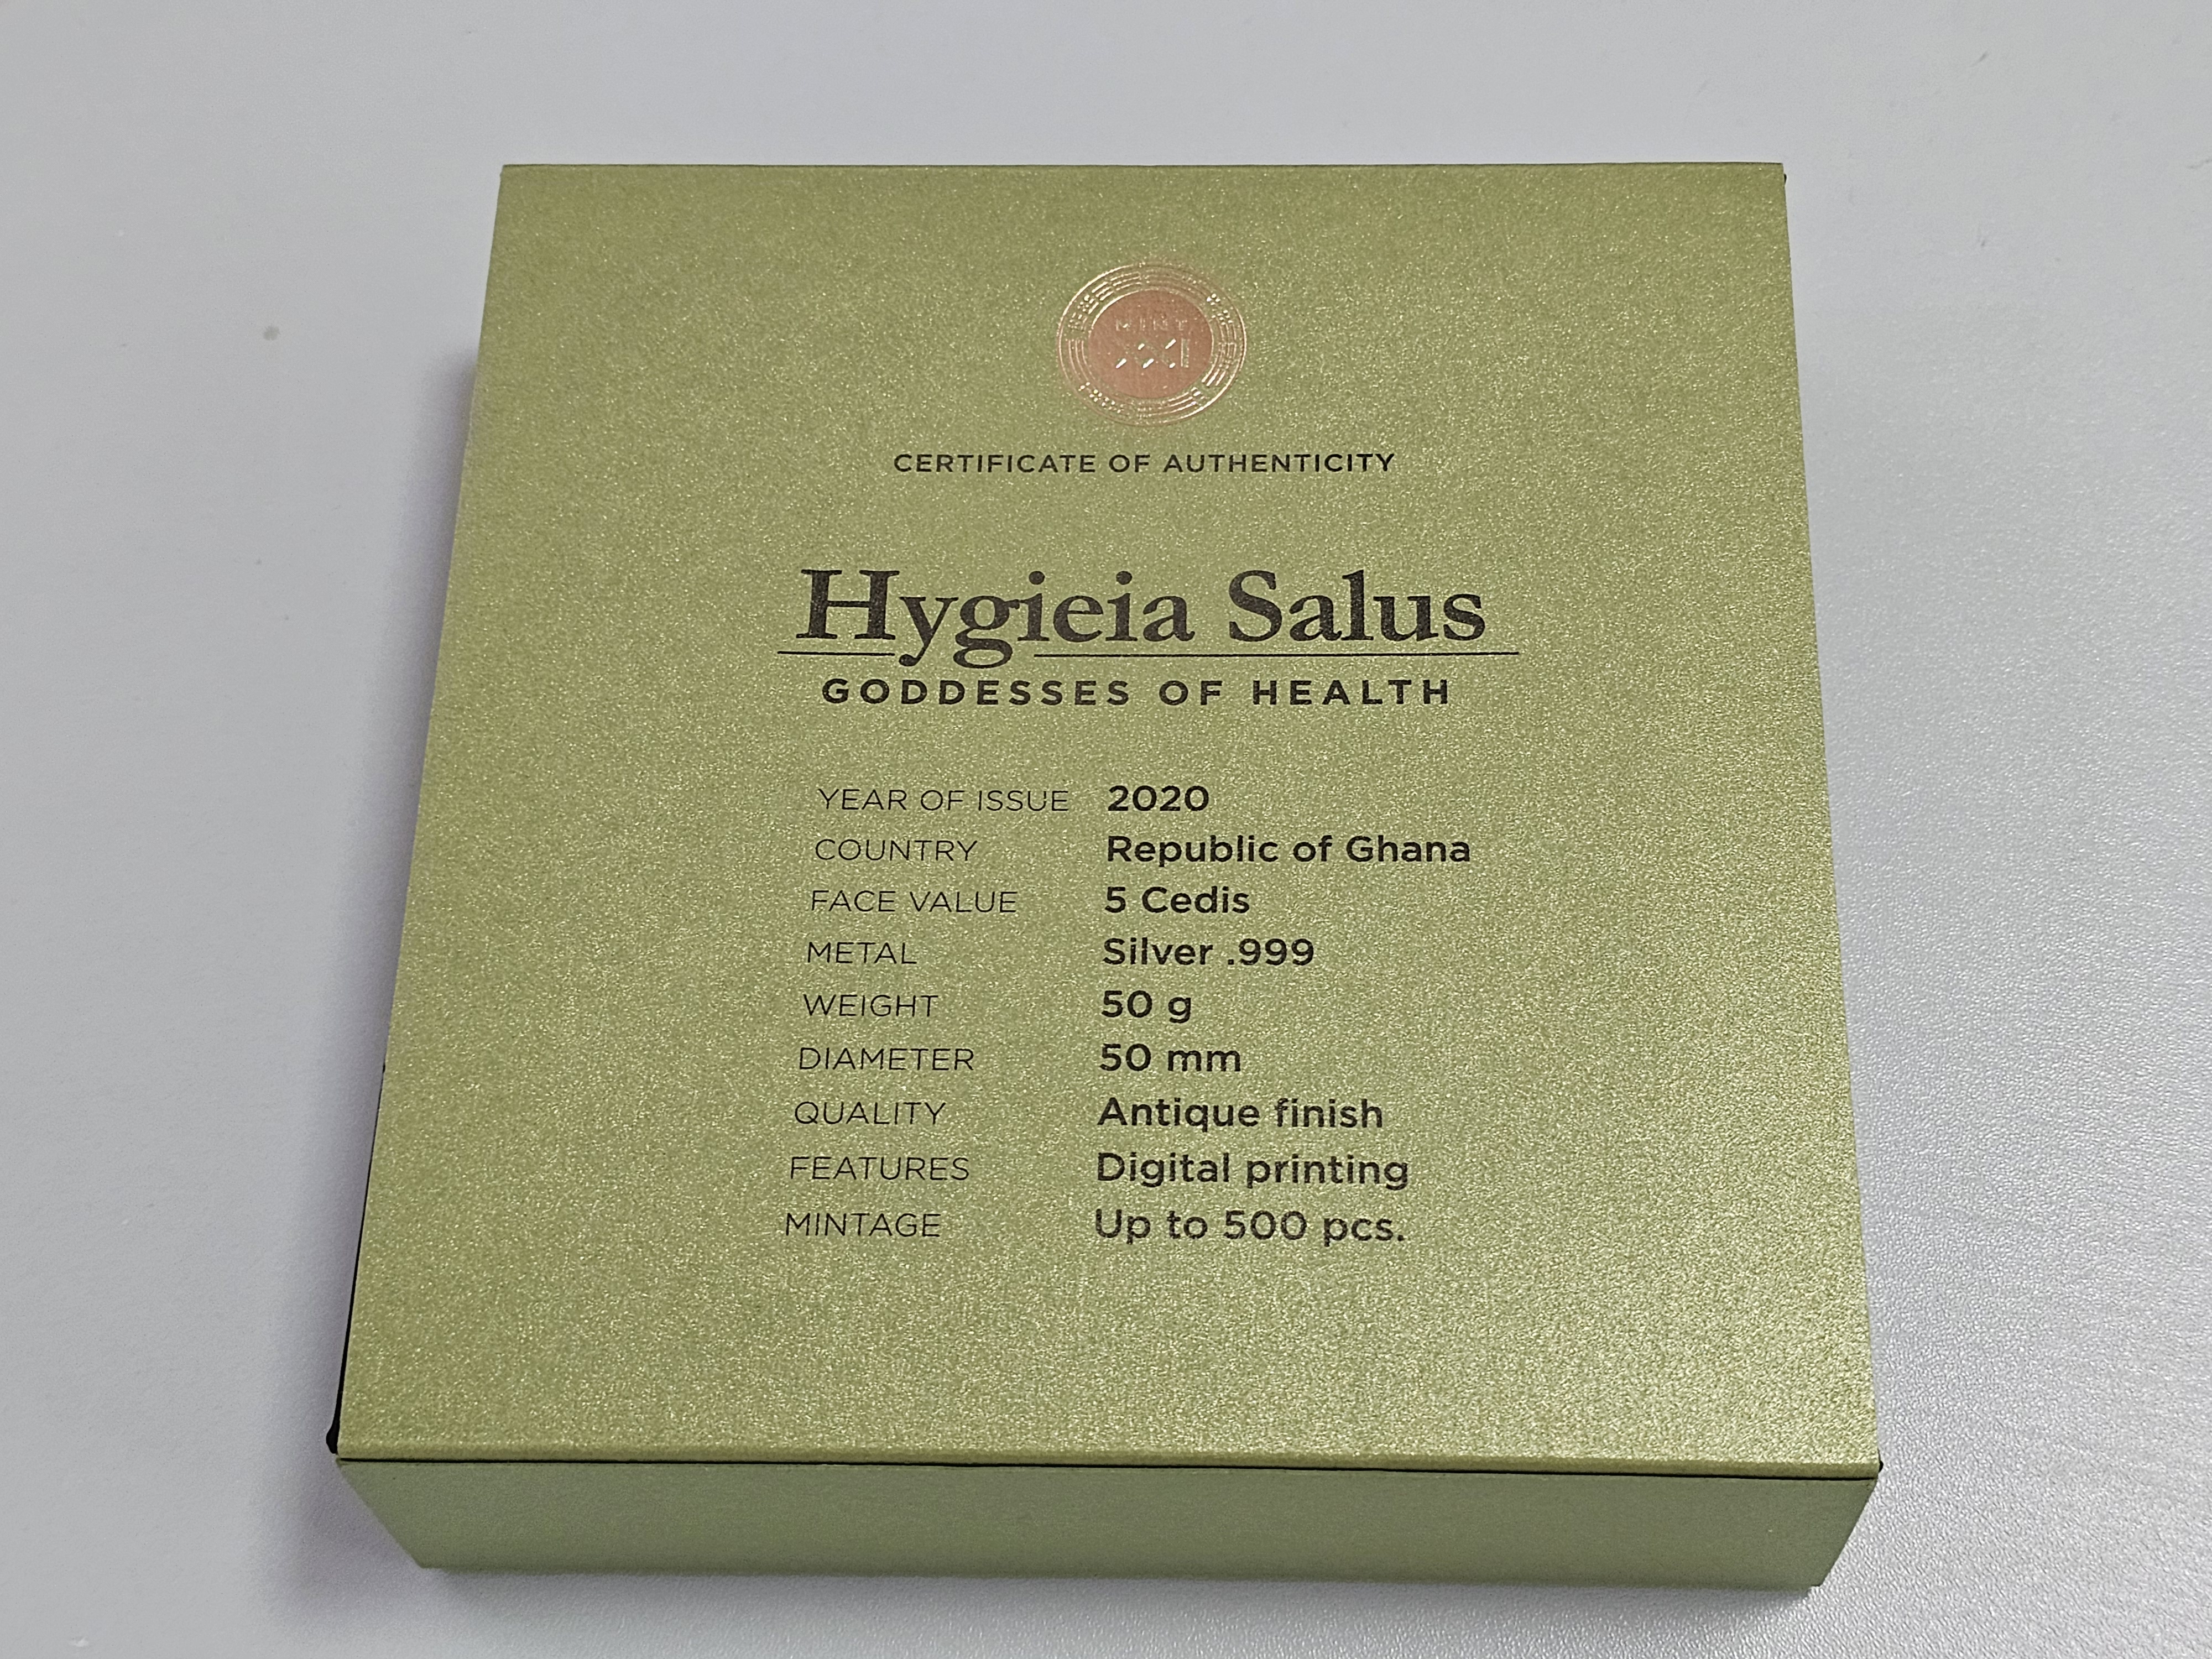 MINT
XXI
CERTIFICATE OF AUTHENTICITY
Hygieia Salus
GODDESSES OF HEALTH
YEAR OF ISSUE 2020
COUNTRY Republic of Ghana
FACE VALUE 5 Cedis
METAL Silver .999
WEIGHT 50 g
DIAMETER 50 mm
QUALITY Antique finish
FEATURES Digital printing
MINTAGE Up to 500 pcs.